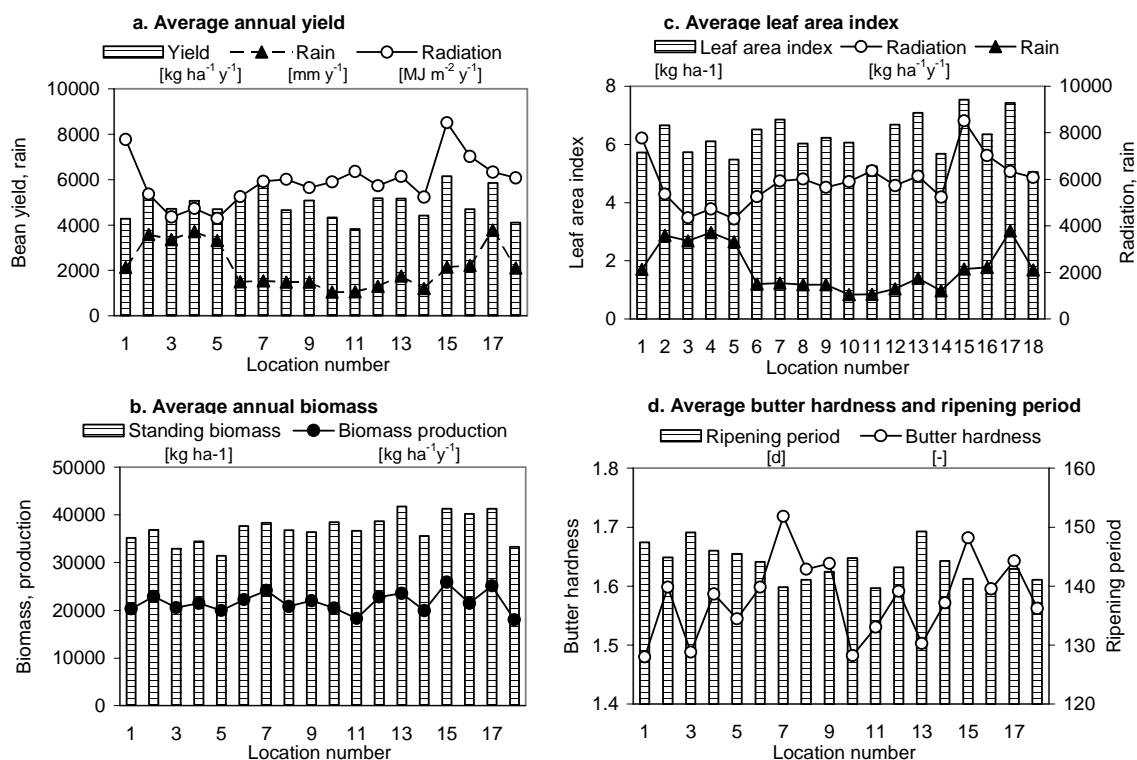 a. Average annual yield
Yield Rain Radiation
[kg ha⁻¹ y⁻¹] [mm y⁻¹] [MJ m⁻² y⁻¹]
10000
8000
6000
4000
2000
0
Bean yield, rain
1 3 5 7 9 11 13 15 17
Location number
c. Average leaf area index
Leaf area index Radiation Rain
[kg ha-1] [kg ha⁻¹y⁻¹]
8
6
4
2
0
Leaf area index
10000
8000
6000
4000
2000
0
Radiation, rain
1 2 3 4 5 6 7 8 9 10 11 12 13 14 15 16 17 18
Location number
b. Average annual biomass
Standing biomass Biomass production
[kg ha-1] [kg ha⁻¹y⁻¹]
50000
40000
30000
20000
10000
0
Biomass, production
1 3 5 7 9 11 13 15 17
Location number
d. Average butter hardness and ripening period
Ripening period Butter hardness
[d] [-]
1.8
1.7
1.6
1.5
1.4
Butter hardness
160
150
140
130
120
Ripening period
1 3 5 7 9 11 13 15 17
Location number